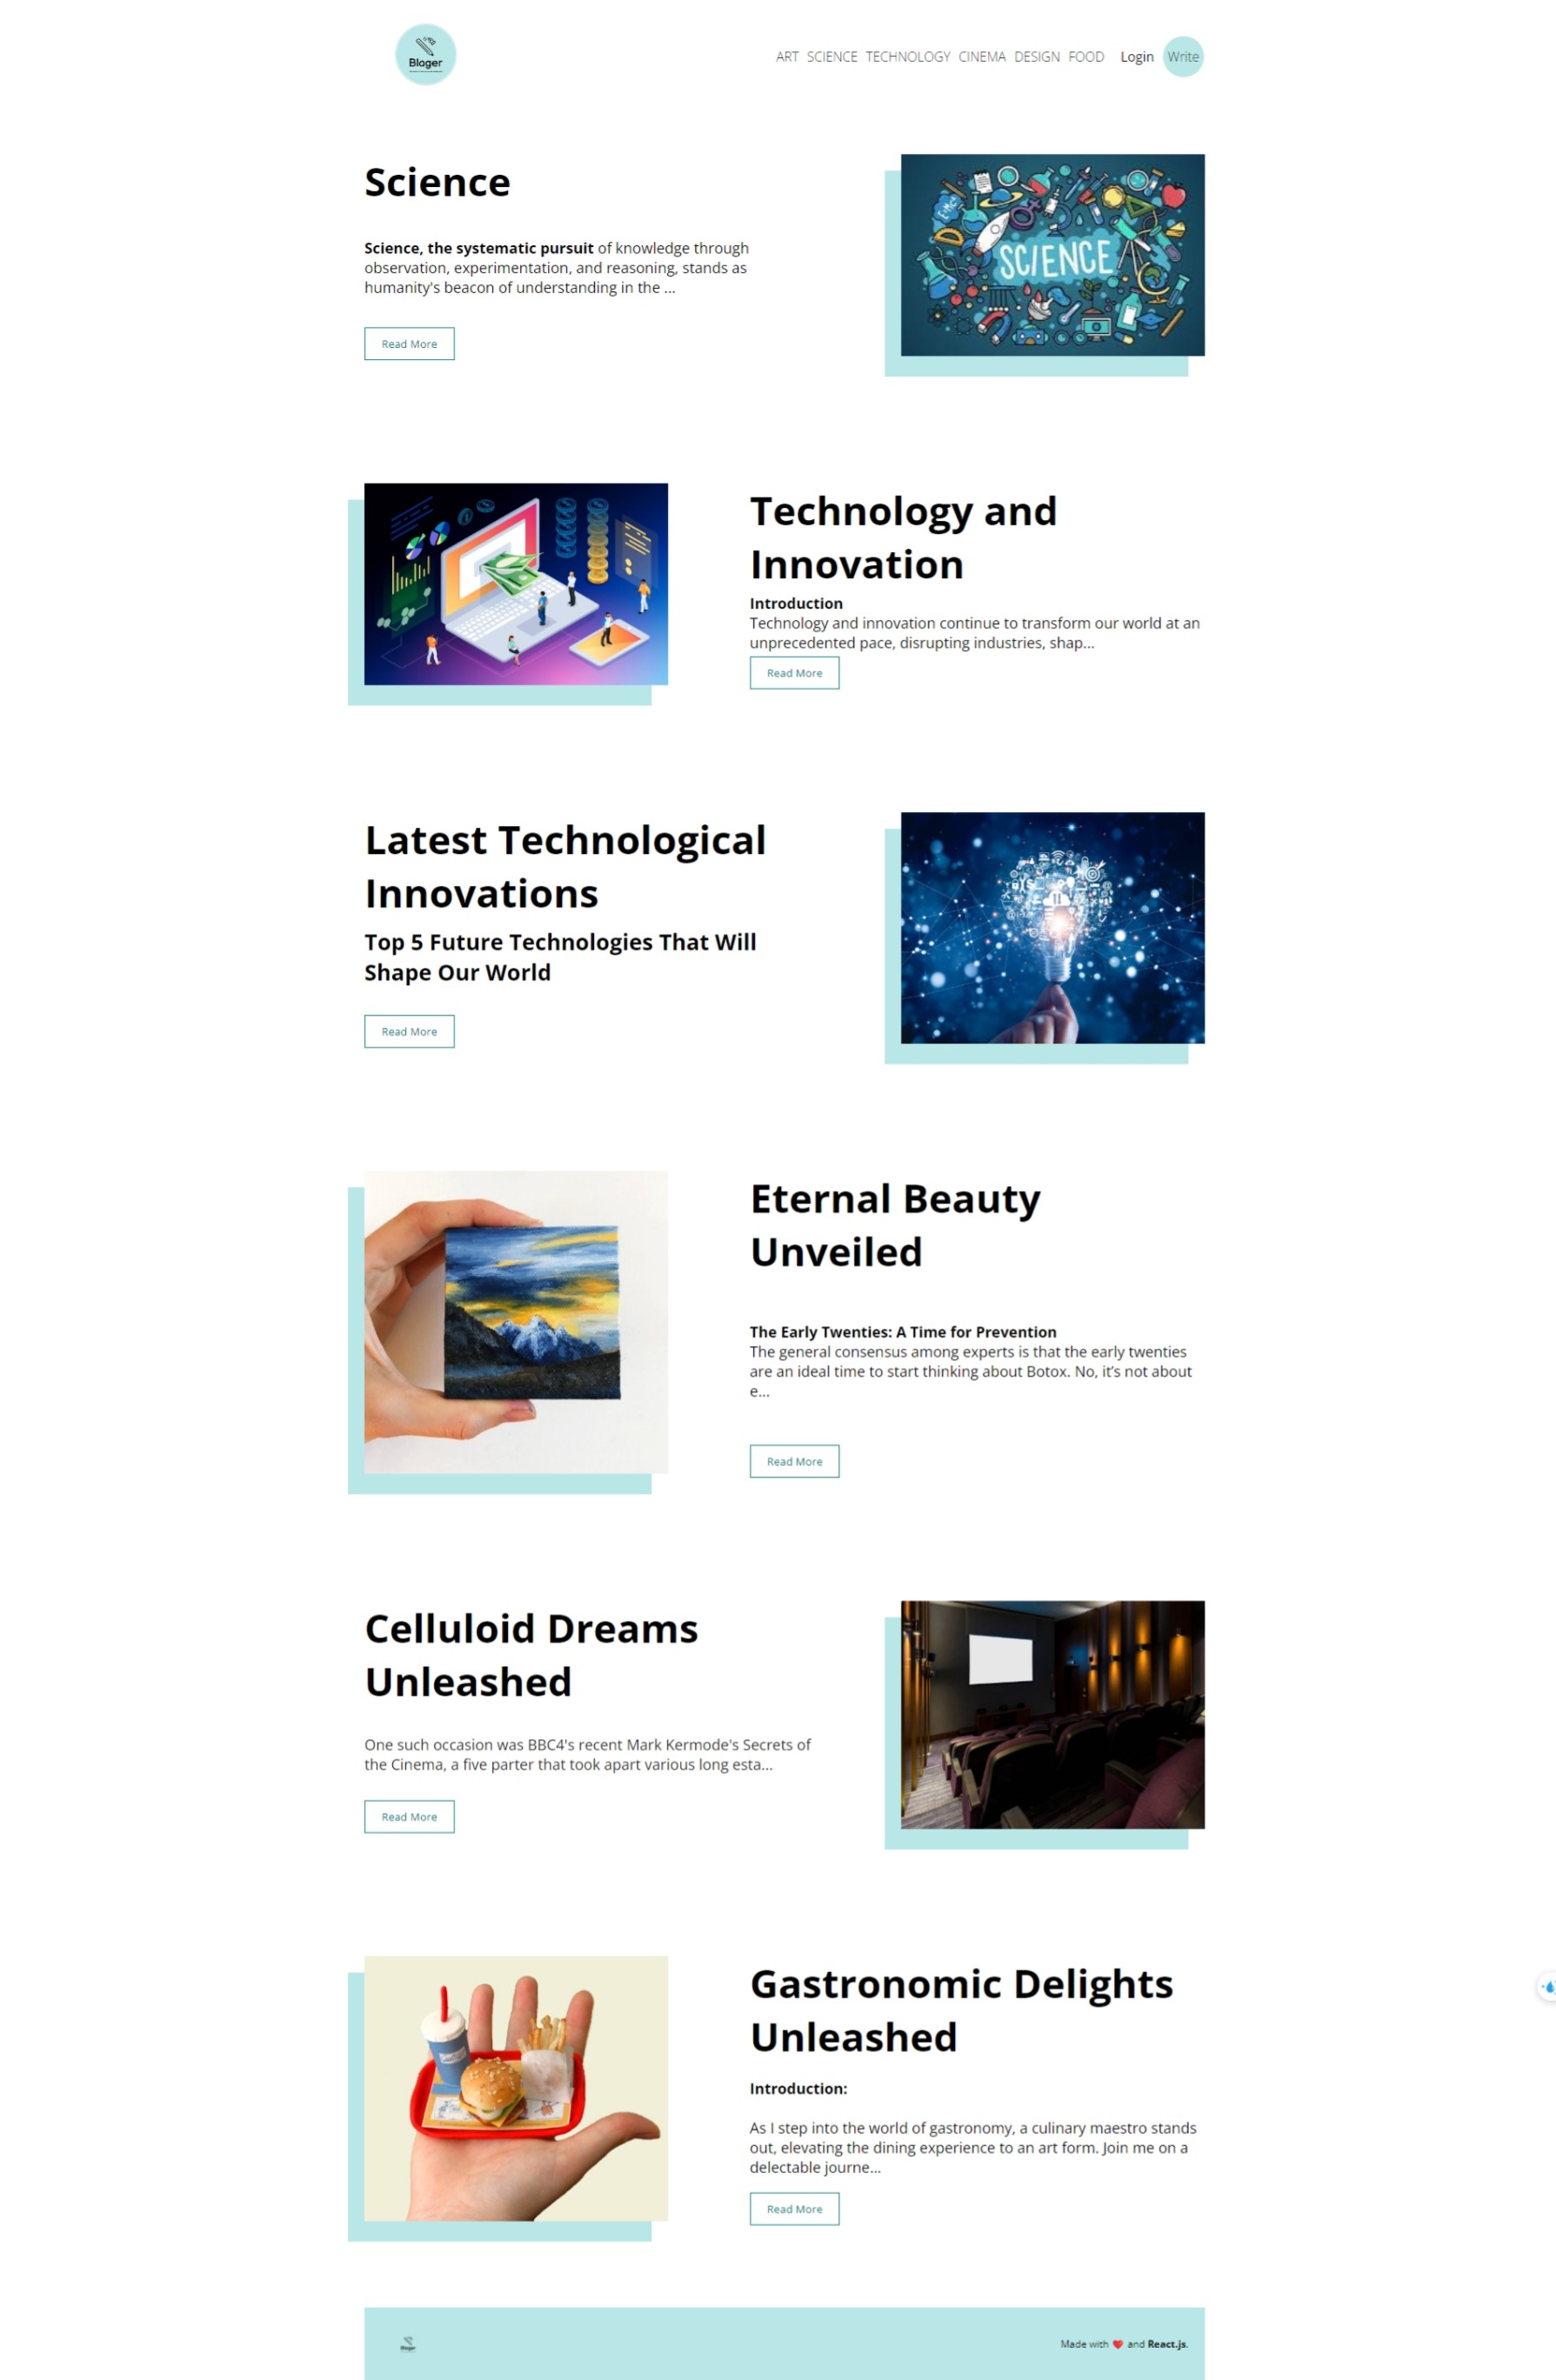 Blager
ART SCIENCE TECHNOLOGY CINEMA DESIGN FOOD Login Write
Science
Science, the systematic pursuit of knowledge through
observation, experimentation, and reasoning, stands as
humanity's beacon of understanding in the ...
Read More
SCIENCE
Technology and
Innovation
Introduction
Technology and innovation continue to transform our world at an
unprecedented pace, disrupting industries, shap...
Read More
Latest Technological
Innovations
Top 5 Future Technologies That Will
Shape Our World
Read More
Eternal Beauty
Unveiled
The Early Twenties: A Time for Prevention
The general consensus among experts is that the early twenties
are an ideal time to start thinking about Botox. No, it’s not about
e...
Read More
Celluloid Dreams
Unleashed
One such occasion was BBC4's recent Mark Kermode's Secrets of
the Cinema, a five parter that took apart various long esta...
Read More
Gastronomic Delights
Unleashed
Introduction:
As I step into the world of gastronomy, a culinary maestro stands
out, elevating the dining experience to an art form. Join me on a
delectable journe...
Read More
Blager
Made with ❤️ and React.js.